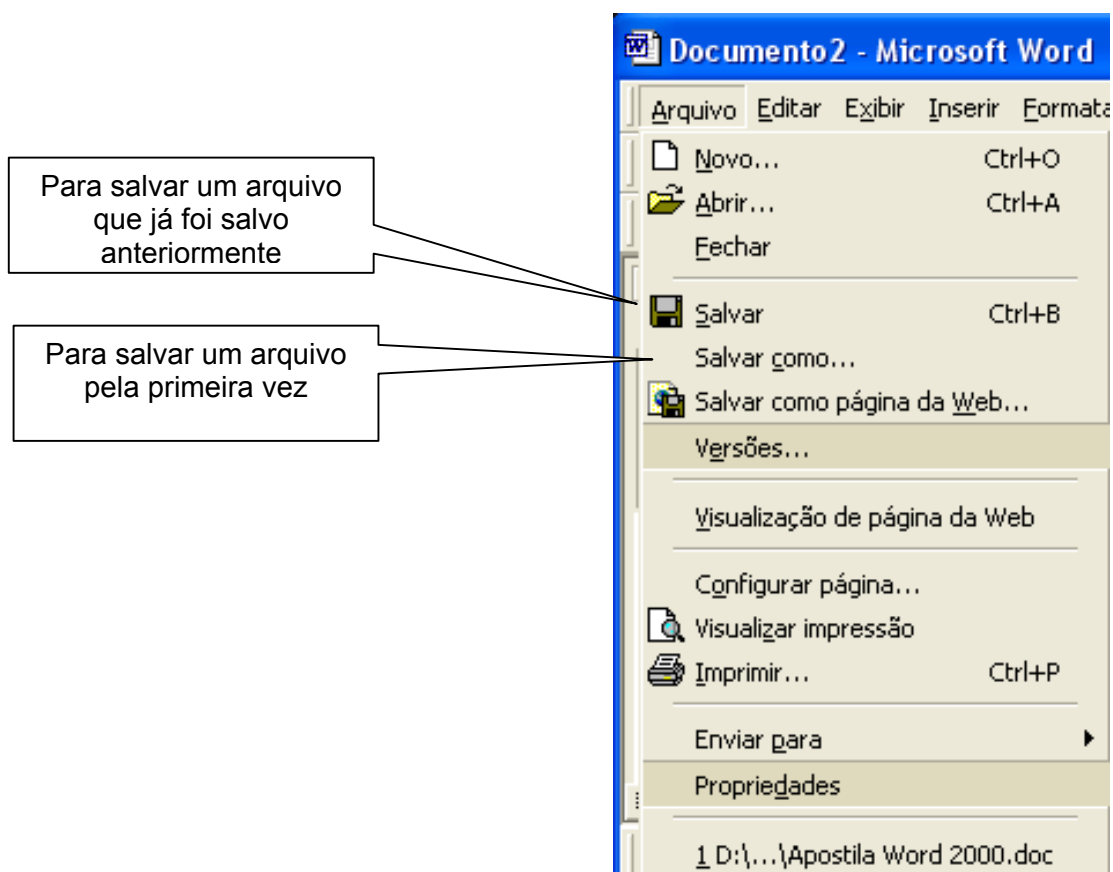 Documento2 - Microsoft Word
Arquivo Editar Exibir Inserir Formata
Novo... Ctrl+O
Abrir... Ctrl+A
Fechar
Para salvar um arquivo
que já foi salvo
anteriormente
Salvar Ctrl+B
Para salvar um arquivo
pela primeira vez
Salvar como...
Salvar como página da Web...
Versões...
Visualização de página da Web
Configurar página...
Visualizar impressão
Imprimir... Ctrl+P
Enviar para
Propriedades
1 D:\...\Apostila Word 2000.doc